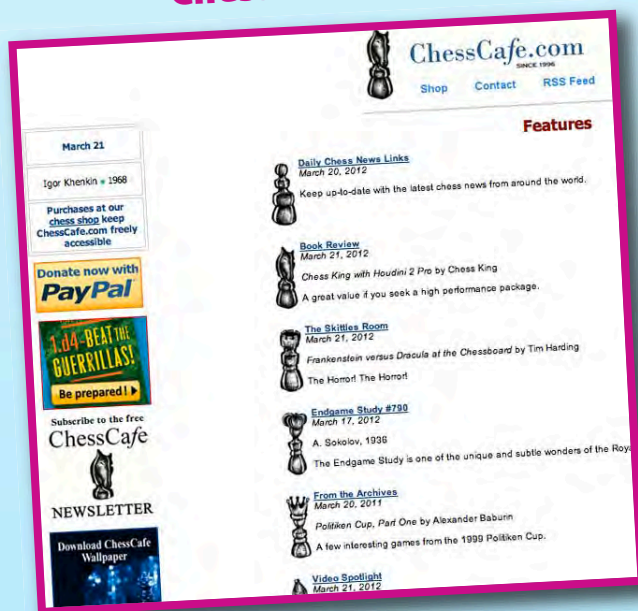 ChessCafe.com
SINCE 1996
Shop Contact RSS Feed
Features
March 21
Igor Khenkin • 1968
Purchases at our
chess shop keep
ChessCafe.com freely
accessible
Donate now with
PayPal
1.d4-BEAT THE
GUERRILLAS!
Be prepared!
Subscribe to the free
ChessCafe
NEWSLETTER
Download ChessCafe
Wallpaper
Daily Chess News Links
March 20, 2012
Keep up-to-date with the latest chess news from around the world.
Book Review
March 21, 2012
Chess King with Houdini 2 Pro by Chess King
A great value if you seek a high performance package.
The Skittles Room
March 21, 2012
Frankenstein versus Dracula at the Chessboard by Tim Harding
The Horror! The Horror!
Endgame Study #790
March 17, 2012
A. Sokolov, 1936
The Endgame Study is one of the unique and subtle wonders of the
From the Archives
March 20, 2011
Politiken Cup, Part One by Alexander Baburin
A few interesting games from the 1999 Politiken Cup.
Video Spotlight
March 21, 2012